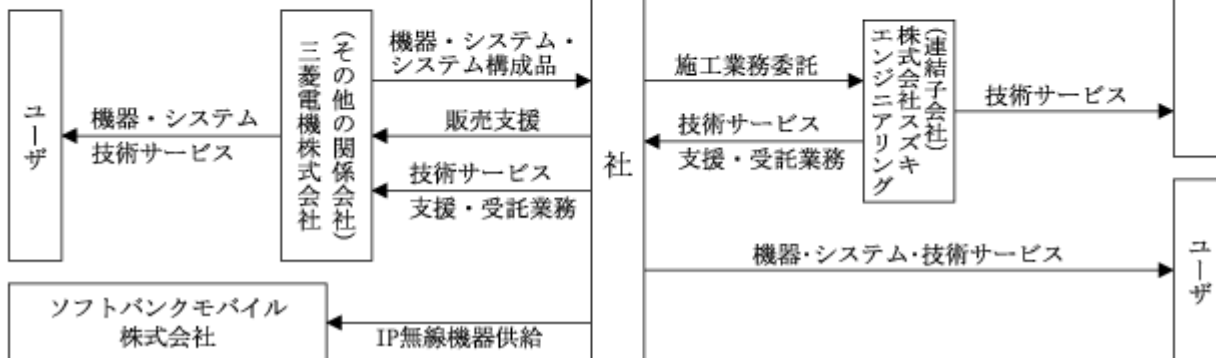 ユーザ
機器・システム
技術サービス
(その他の関係会社)
三菱電機株式会社
機器・システム・
システム構成品
販売支援
技術サービス
支援・受託業務
ソフトバンクモバイル
株式会社
IP無線機器供給
社
施工業務委託
技術サービス
支援・受託業務
(連結子会社)
株式会社スズキ
エンジニアリング
技術サービス
機器・システム・技術サービス
ユーザ